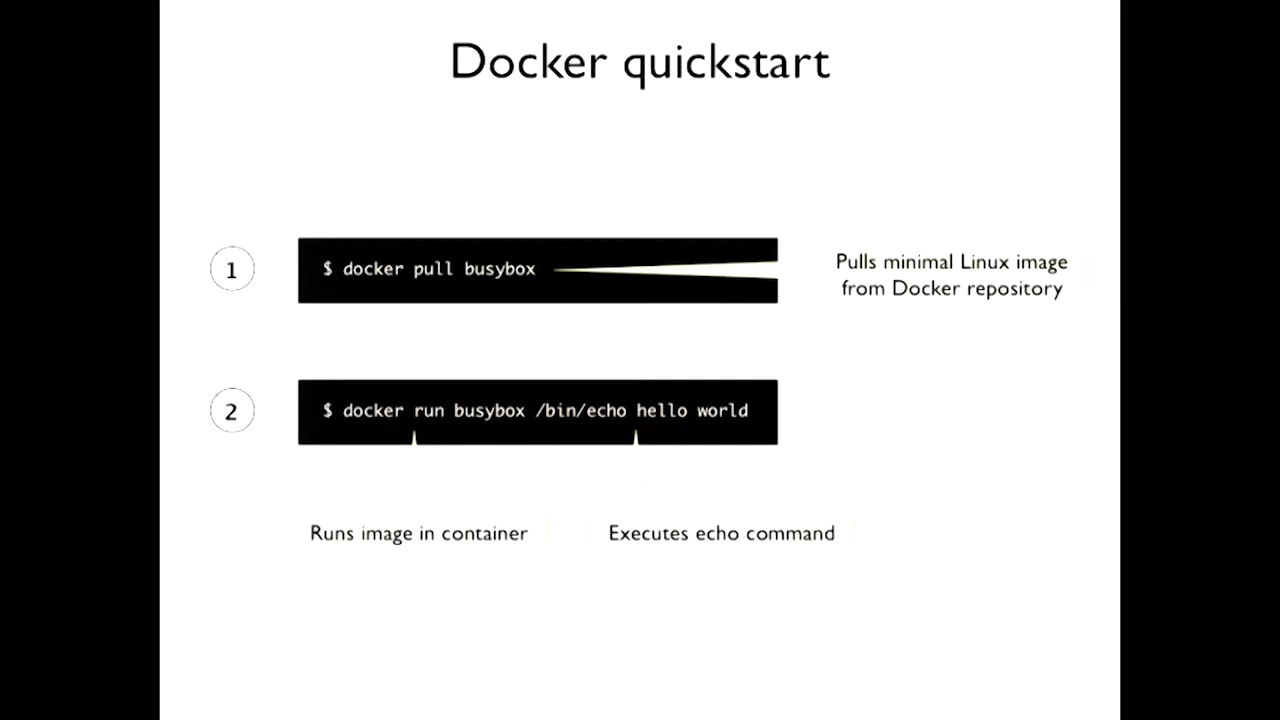 Docker quickstart
1
$ docker pull busybox
Pulls minimal Linux image
from Docker repository
2
$ docker run busybox /bin/echo hello world
Runs image in container
Executes echo command